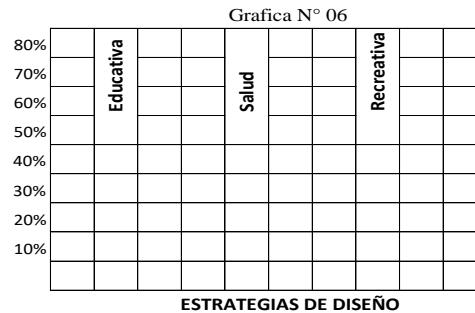 Grafica N° 06
80%
70%
60%
50%
40%
30%
20%
10%
Educativa
Salud
Recreativa
ESTRATEGIAS DE DISEÑO